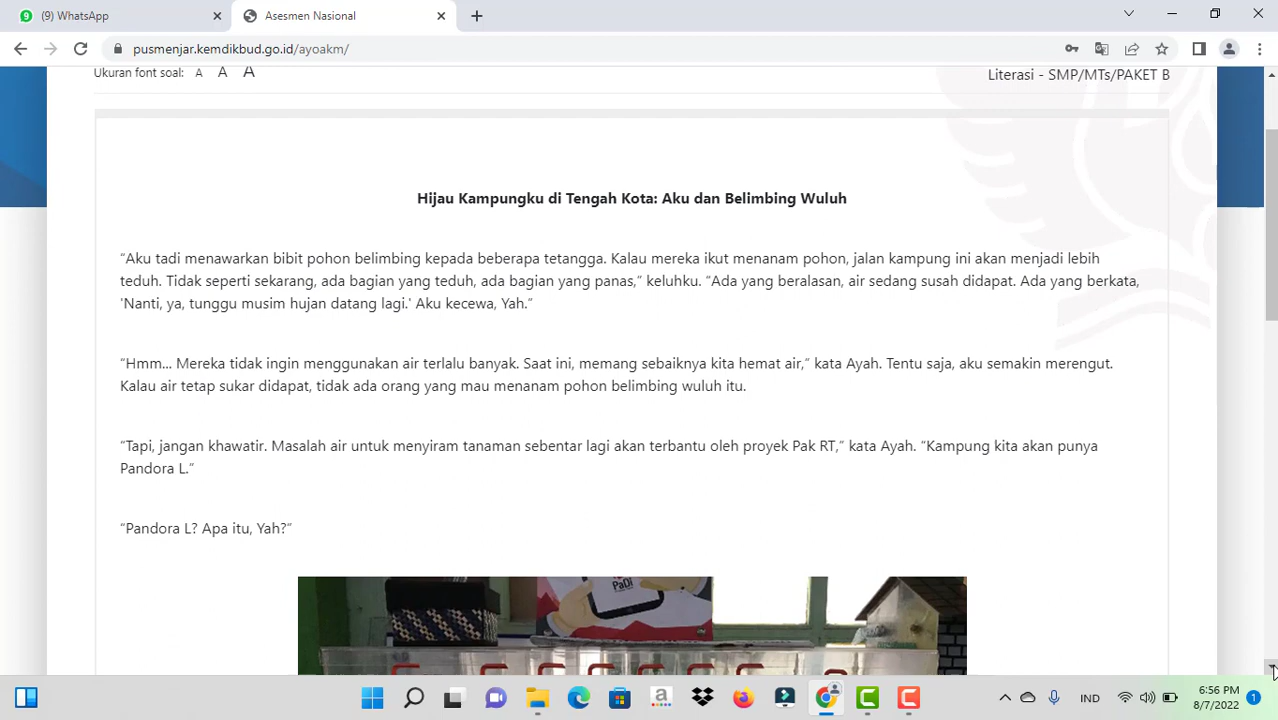 (9) WhatsApp
Asesmen Nasional
pusmenjar.kemdikbud.go.id/ayoakm/
Ukuran font soal: A A A
Literasi - SMP/MTs/PAKET B
Hijau Kampungku di Tengah Kota: Aku dan Belimbing Wuluh
“Aku tadi menawarkan bibit pohon belimbing kepada beberapa tetangga. Kalau mereka ikut menanam pohon, jalan kampung ini akan menjadi lebih
teduh. Tidak seperti sekarang, ada bagian yang teduh, ada bagian yang panas,“ keluhku. “Ada yang beralasan, air sedang susah didapat. Ada yang berkata,
'Nanti, ya, tunggu musim hujan datang lagi.' Aku kecewa, Yah.“
“Hmm... Mereka tidak ingin menggunakan air terlalu banyak. Saat ini, memang sebaiknya kita hemat air,“ kata Ayah. Tentu saja, aku semakin merengut.
Kalau air tetap sukar didapat, tidak ada orang yang mau menanam pohon belimbing wuluh itu.
“Tapi, jangan khawatir. Masalah air untuk menyiram tanaman sebentar lagi akan terbantu oleh proyek Pak RT,“ kata Ayah. “Kampung kita akan punya
Pandora L.“
“Pandora L? Apa itu, Yah?“
PaDi
IND
6:56 PM
8/7/2022
1